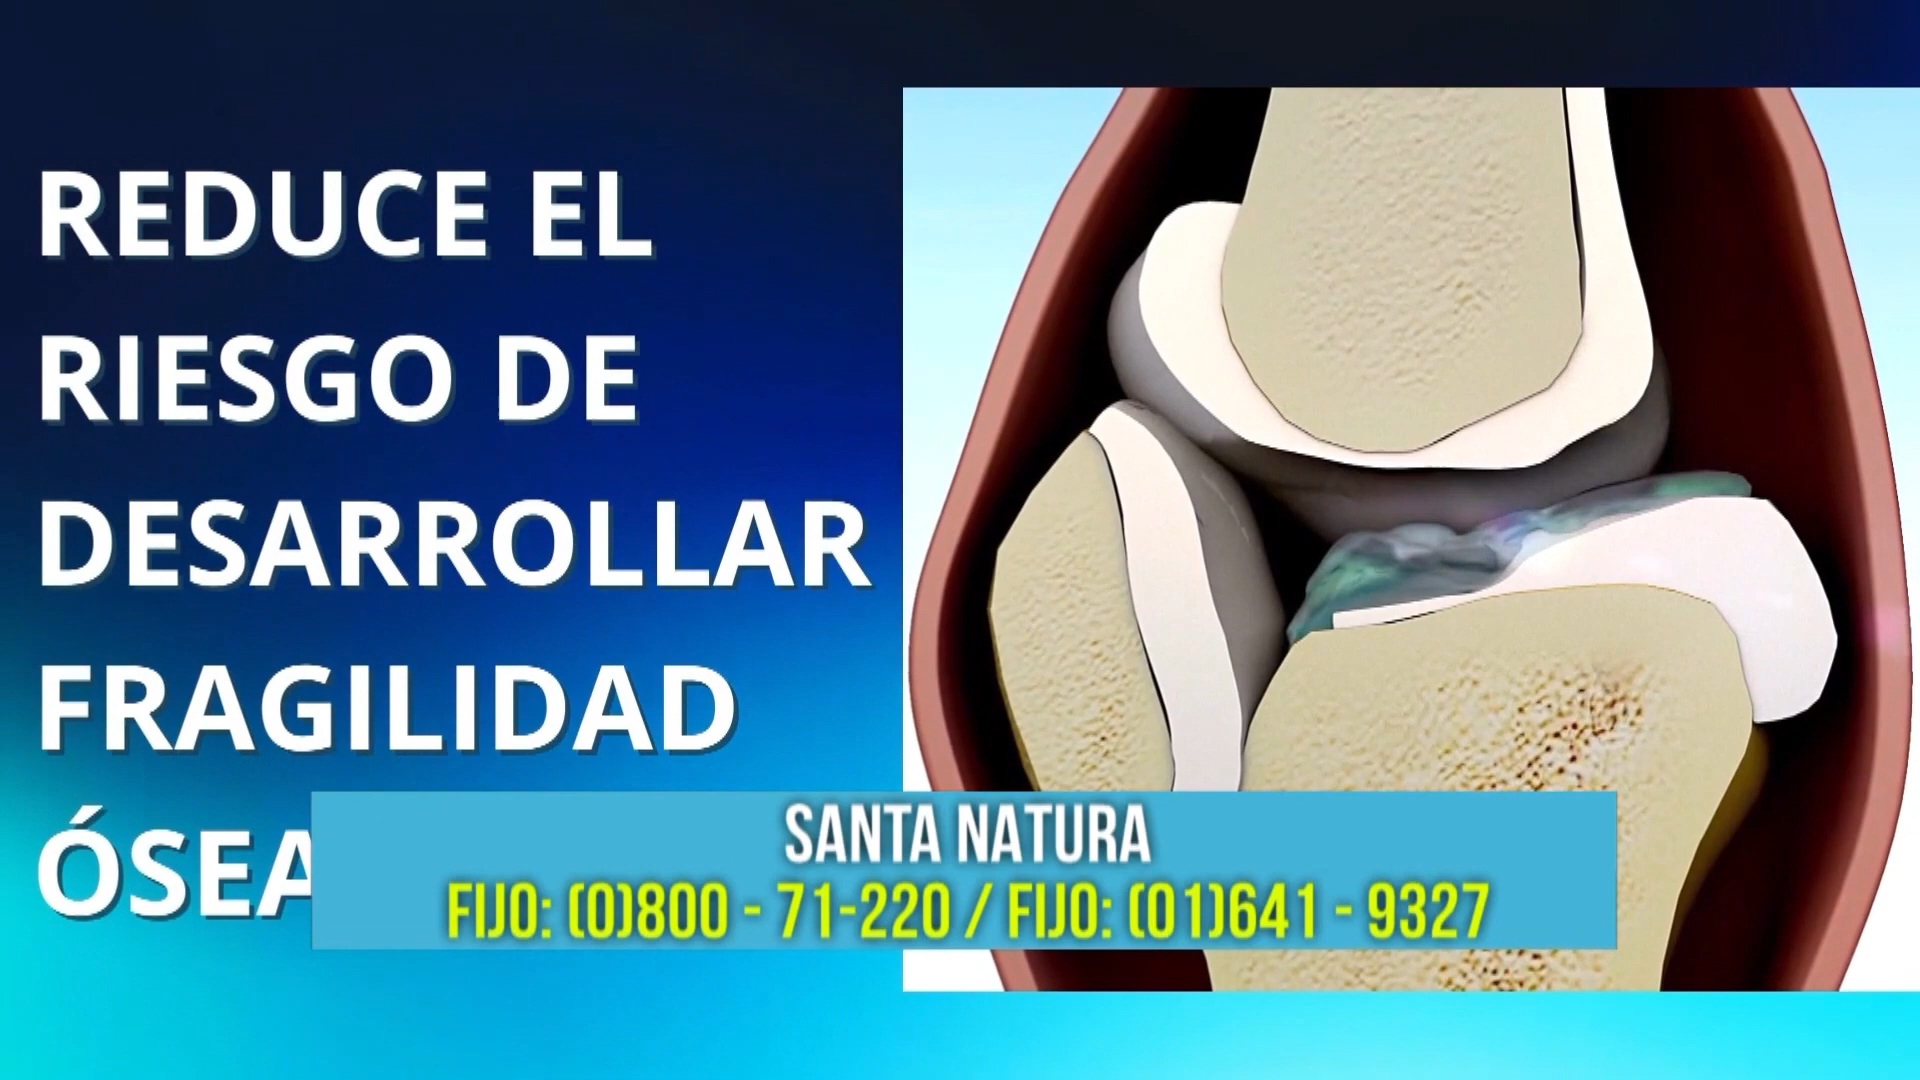 REDUCE EL
RIESGO DE
DESARROLLAR
FRAGILIDAD
ÓSEA
SANTA NATURA
FIJO: (0)800 - 71-220 / FIJO: (01)641 - 9327